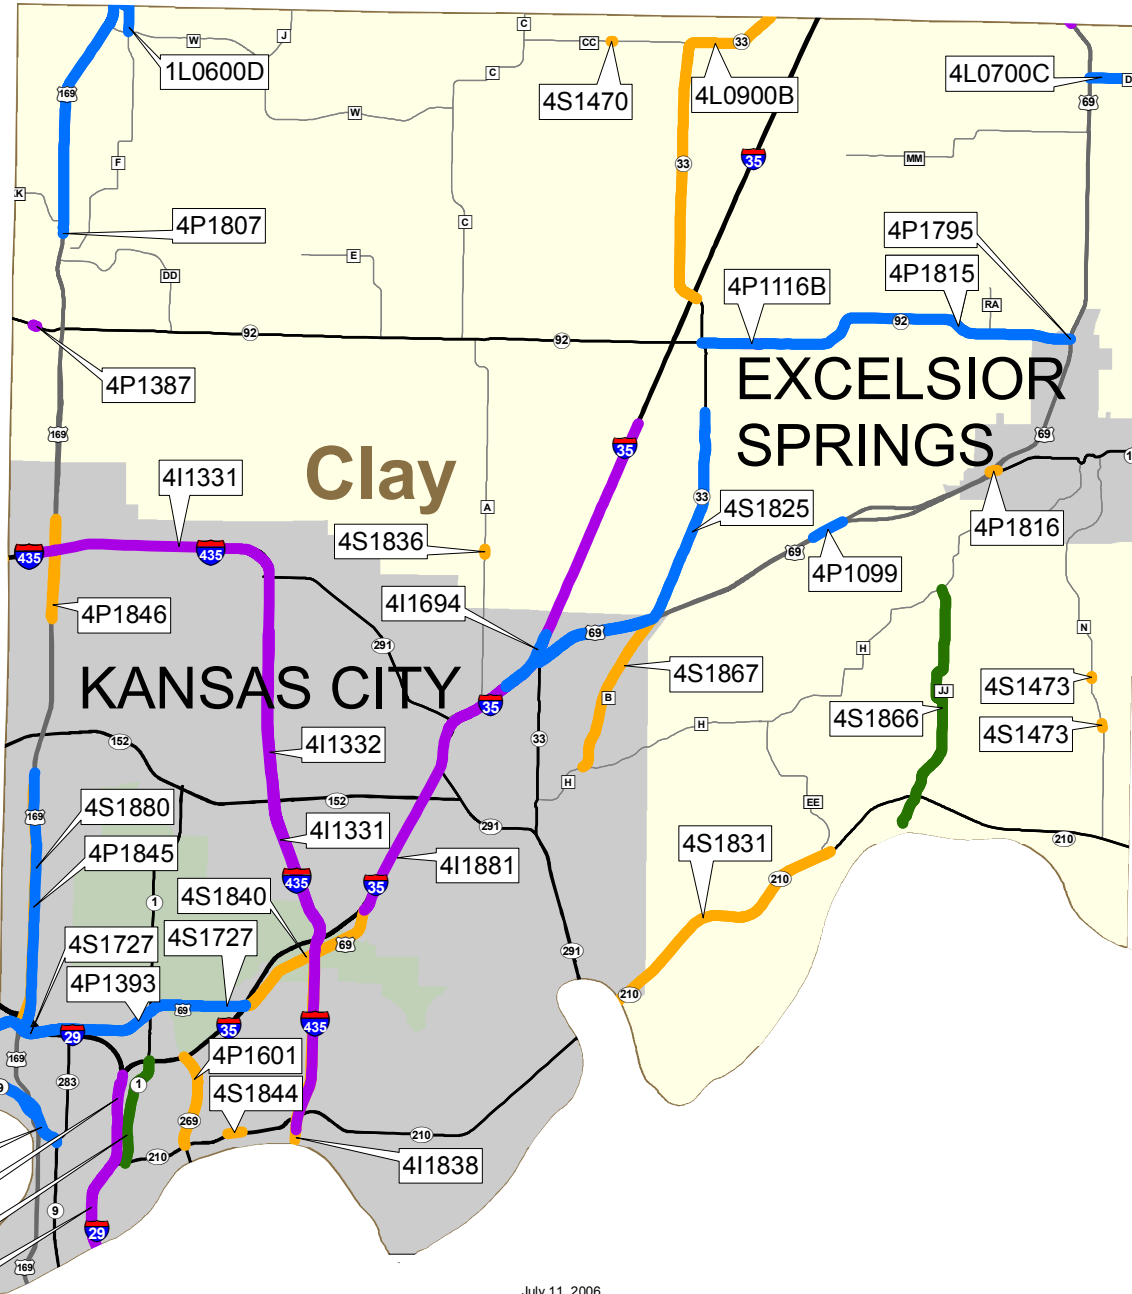 C
W
J
CC
33
1L0600D
C
4L0700C
D
169
4S1470
4L0900B
69
W
F
33
35
MM
KK
4P1807
C
4P1795
E
4P1815
DD
4P1116B
RA
92
92
92
4P1387
EXCELSIOR
SPRINGS
169
69
35
Clay
4I1331
A
33
4S1825
4P1816
435
435
4S1836
69
4P1099
4P1846
4I1694
291
69
N
H
KANSAS CITY
4S1867
4S1473
35
B
JJ
4S1866
H
4S1473
152
4I1332
33
H
152
EE
169
4S1880
4I1331
291
210
4P1845
4I1881
4S1831
435
35
210
4S1840
1
4S1727
4S1727
69
291
4P1393
210
69
29
35
435
169
4P1601
283
1
4S1844
269
210
210
4I1838
9
29
169
July 11, 2006